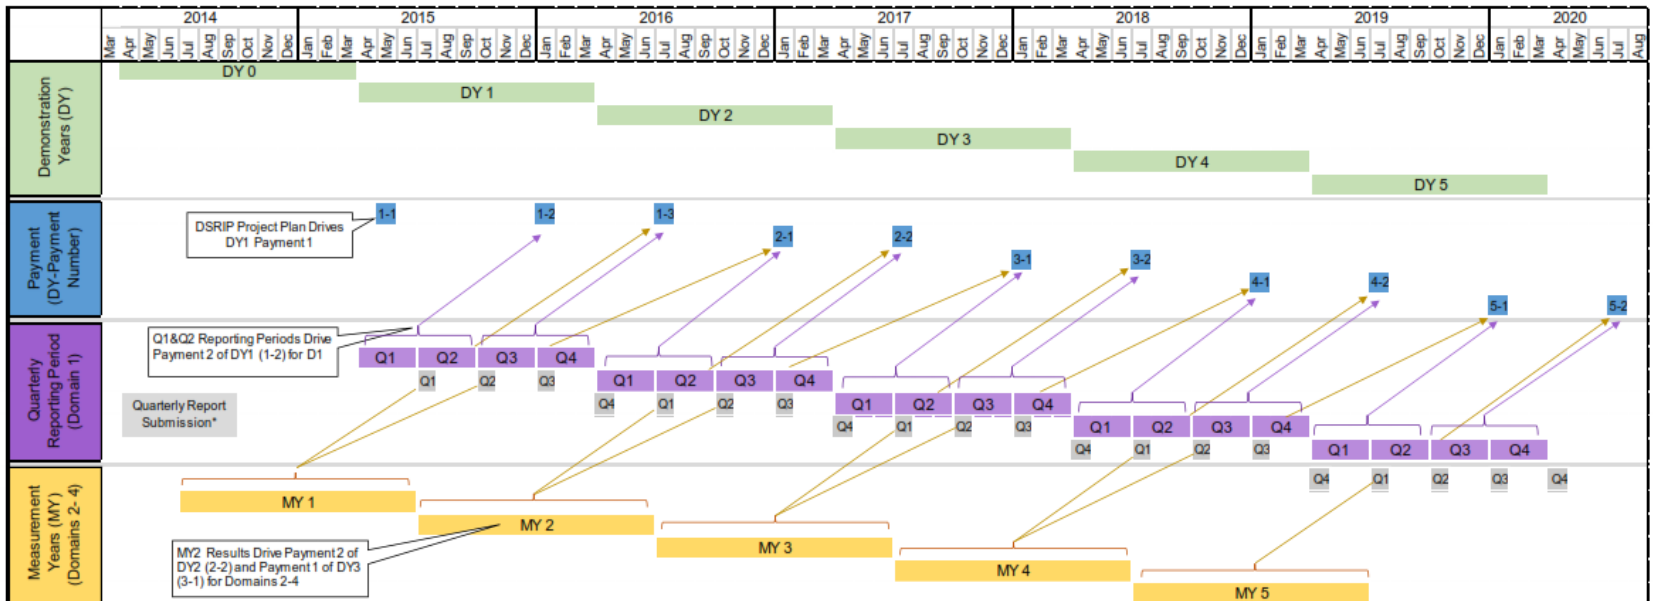 2014 2015 2016 2017 2018 2019 2020
Mar Apr May Jun Jul Aug Sep Oct Nov Dec Jan Feb Mar Apr May Jun Jul Aug Sep Oct Nov Dec Jan Feb Mar Apr May Jun Jul Aug Sep Oct Nov Dec Jan Feb Mar Apr May Jun Jul Aug Sep Oct Nov Dec Jan Feb Mar Apr May Jun Jul Aug Sep Oct Nov Dec Jan Feb Mar Apr May Jun Jul Aug Sep Oct Nov Dec Jan Feb Mar Apr May Jun Jul Aug
Demonstration
Years (DY)
DY 0
DY 1
DY 2
DY 3
DY 4
DY 5
Payment
(DY-Payment
Number)
DSRIP Project Plan Drives
DY1 Payment 1
1-1 1-2 1-3
2-1 2-2
3-1 3-2
4-1 4-2
5-1 5-2
Quarterly
Reporting Period
(Domain 1)
Q1&Q2 Reporting Periods Drive
Payment 2 of DY1 (1-2) for D1
Quarterly Report
Submission*
Q1 Q2 Q3 Q4
Q1 Q2 Q3
Q1 Q2 Q3 Q4
Q4 Q1 Q2 Q3
Q1 Q2 Q3 Q4
Q4 Q1 Q2 Q3
Q1 Q2 Q3 Q4
Q4 Q1 Q2 Q3
Q1 Q2 Q3 Q4
Q4 Q1 Q2 Q3 Q4
Measurement
Years (MY)
(Domains 2- 4)
MY 1
MY 2
MY2 Results Drive Payment 2 of
DY2 (2-2) and Payment 1 of DY3
(3-1) for Domains 2-4
MY 3
MY 4
MY 5